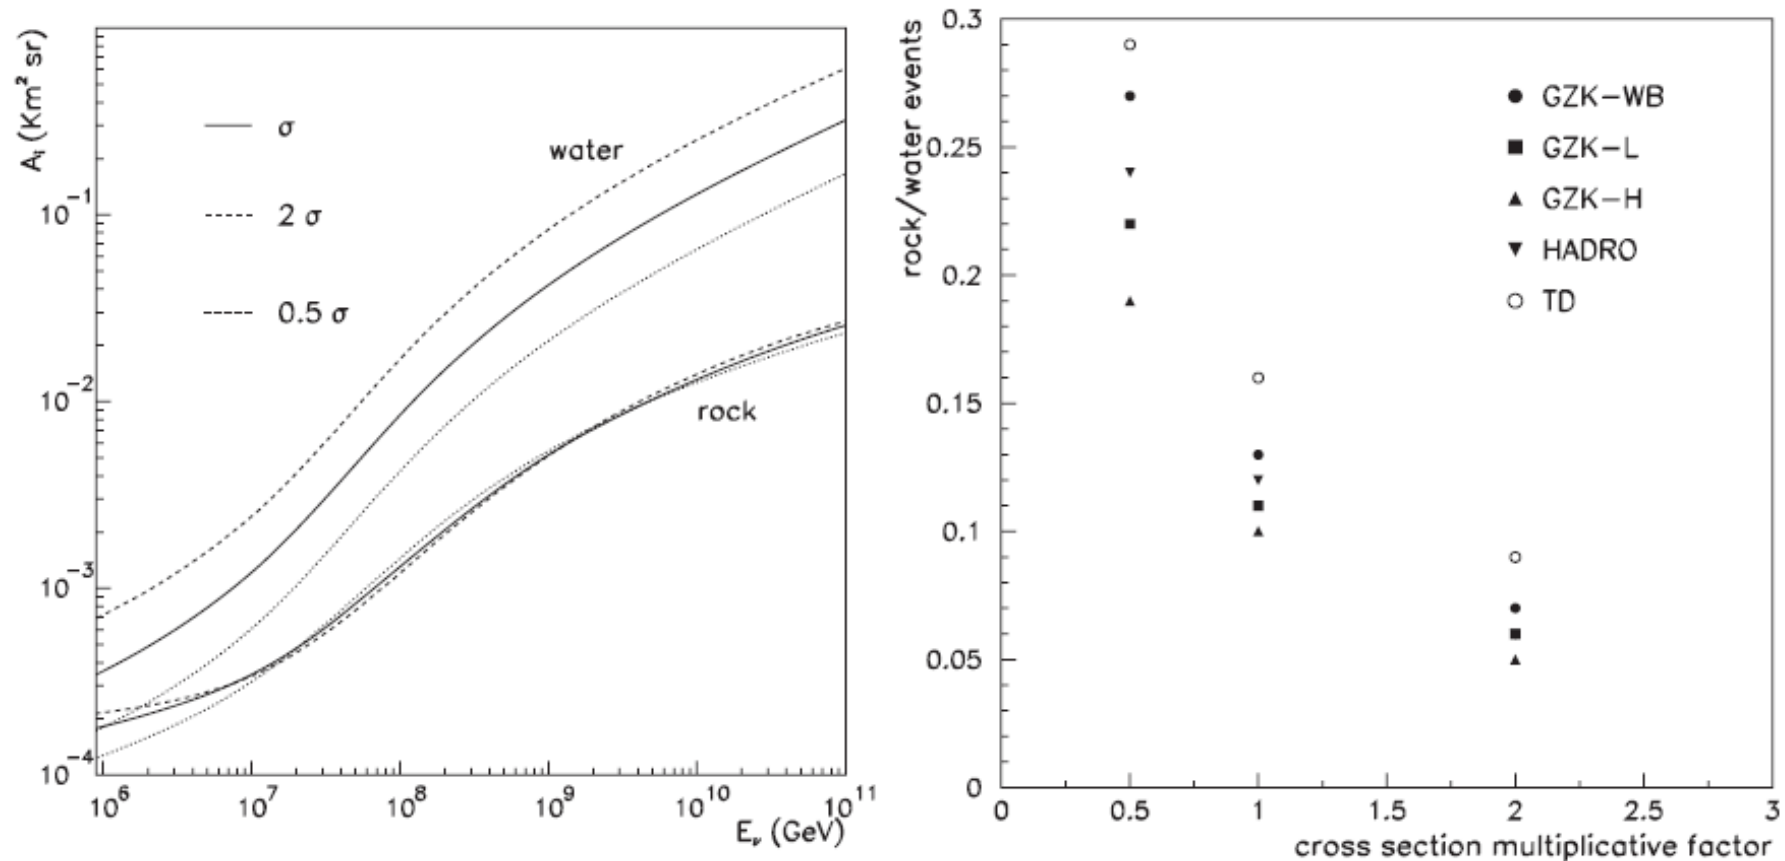 A_i (Km² sr)
σ
2 σ
0.5 σ
water
rock
10⁻¹
10⁻²
10⁻³
10⁻⁴
10⁶ 10⁷ 10⁸ 10⁹ 10¹⁰ 10¹¹
E_ν (GeV)
rock/water events
0.3
0.25
0.2
0.15
0.1
0.05
0
GZK-WB
GZK-L
GZK-H
HADRO
TD
0 0.5 1 1.5 2 2.5 3
cross section multiplicative factor